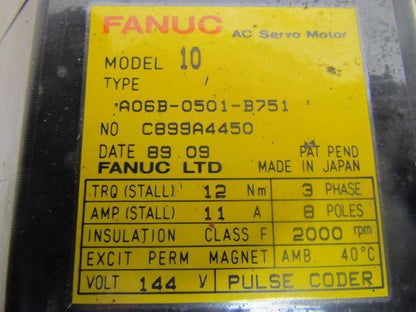 FANUC AC Servo Motor
MODEL 10
TYPE
A06B-0501-B751
NO C899A4450
DATE 89.09 PAT PEND
FANUC LTD MADE IN JAPAN
TRQ (STALL) 12 Nm 3 PHASE
AMP (STALL) 11 A 8 POLES
INSULATION CLASS F 2000 rpm
EXCIT PERM MAGNET AMB. 40°C
VOLT 144 V PULSE CODER